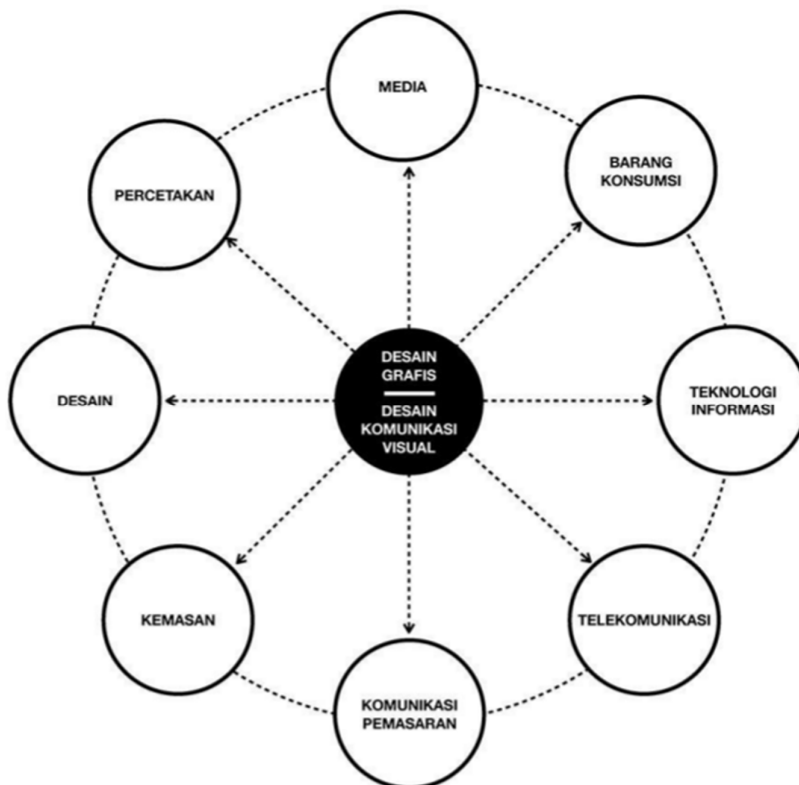 MEDIA
BARANG
KONSUMSI
PERCETAKAN
DESAIN
GRAFIS
DESAIN
KOMUNIKASI
VISUAL
DESAIN
TEKNOLOGI
INFORMASI
KEMASAN
TELEKOMUNIKASI
KOMUNIKASI
PEMASARAN